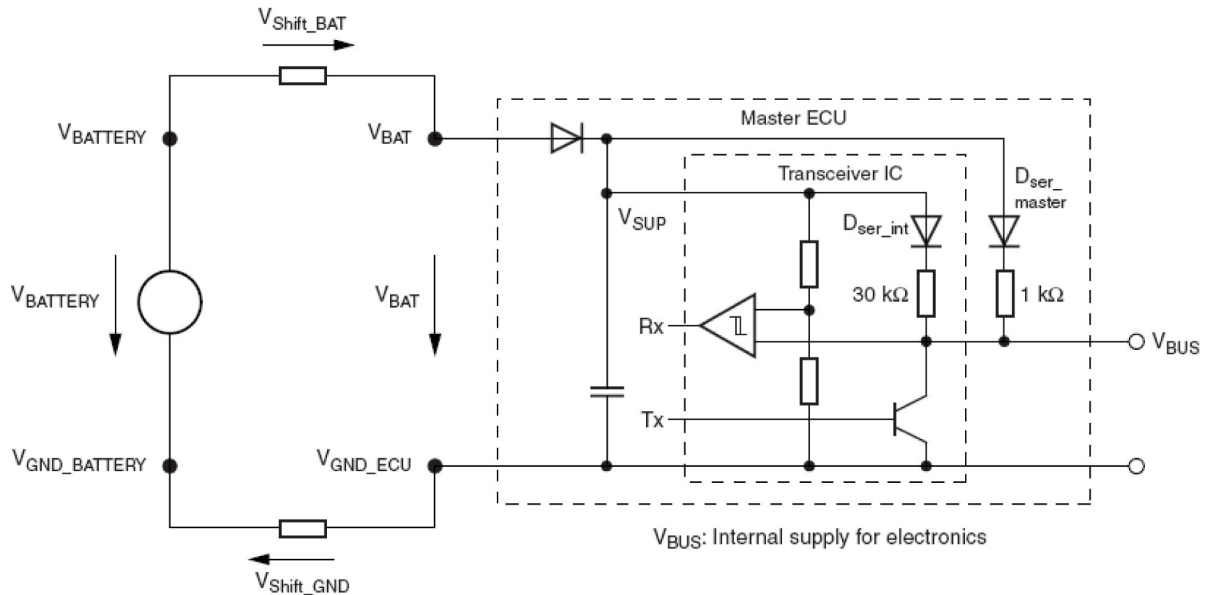 VShift_BAT
VBATTERY
VBAT
Master ECU
Transceiver IC
Dser_
master
VSUP
Dser_int
VBATTERY
VBAT
30 kΩ
1 kΩ
Rx
VBUS
Tx
VGND_BATTERY
VGND_ECU
VBUS: Internal supply for electronics
VShift_GND